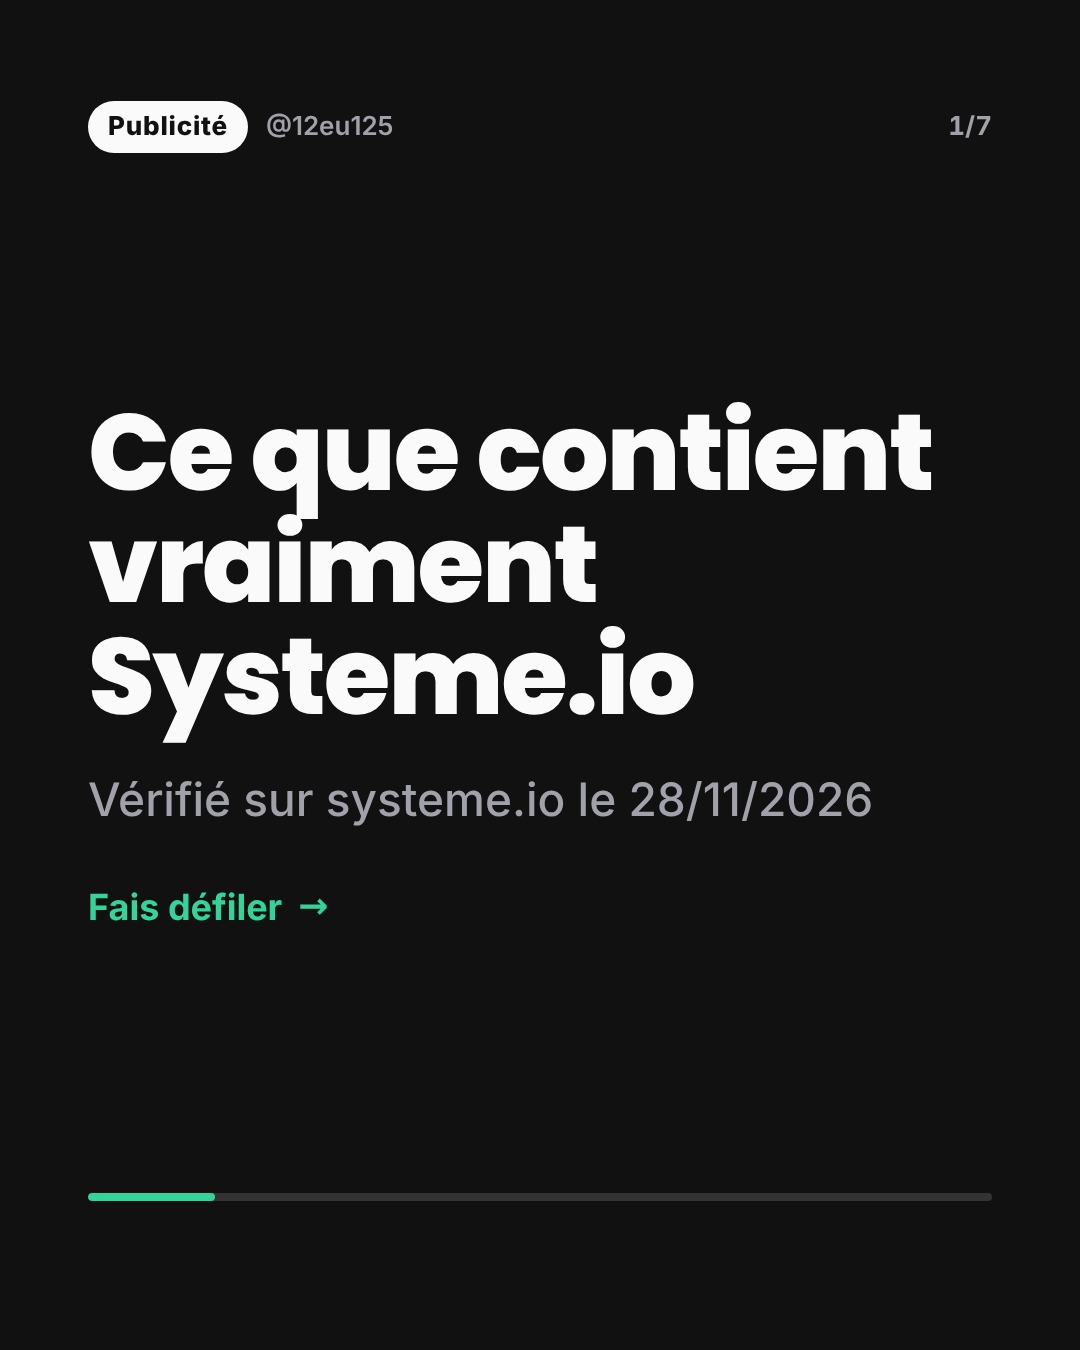 Publicité @12eu125 1/7
Ce que contient
vraiment
Systeme.io
Vérifié sur systeme.io le 28/11/2026
Fais défiler →